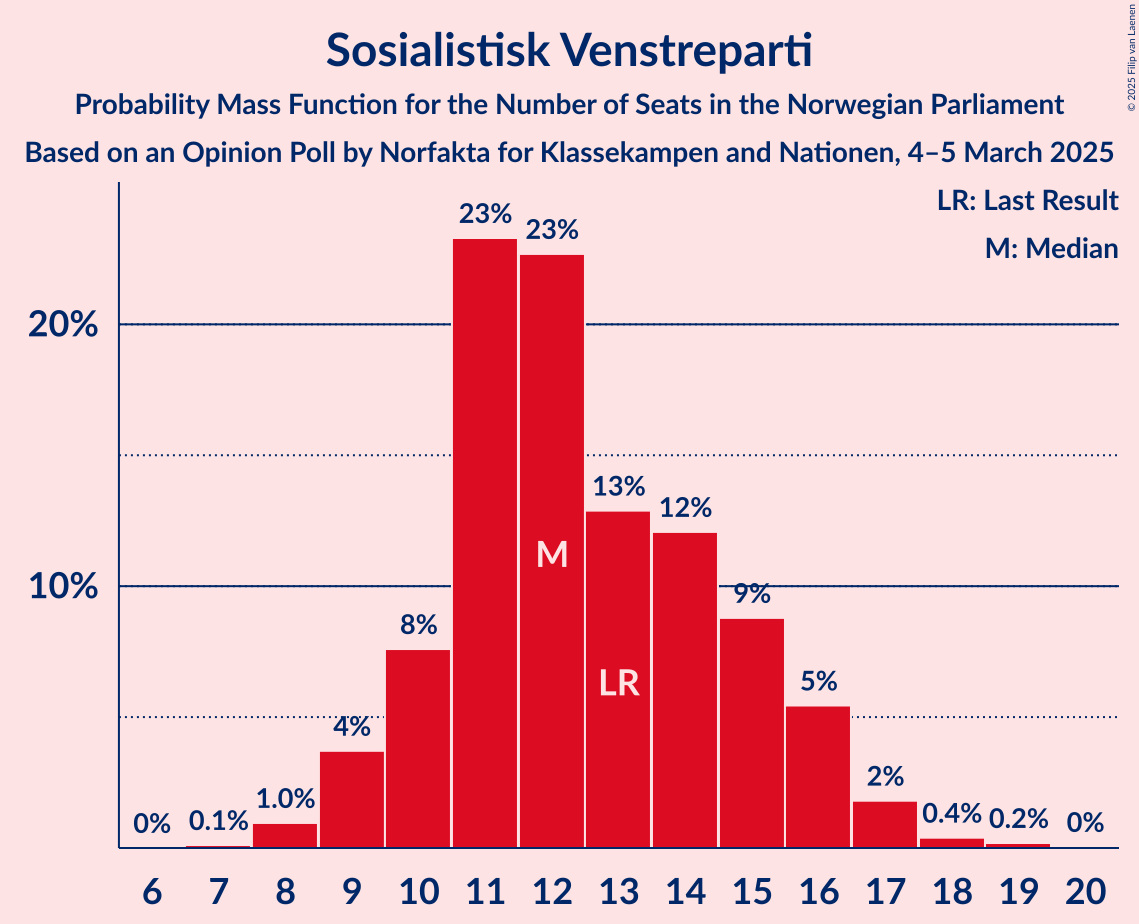 © 2025 Filip van Laenen
Sosialistisk Venstreparti
Probability Mass Function for the Number of Seats in the Norwegian Parliament
Based on an Opinion Poll by Norfakta for Klassekampen and Nationen, 4–5 March 2025
LR: Last Result
M: Median
23%
23%
20%
13%
12%
M
10%
9%
8%
LR
5%
4%
2%
1.0%
0%
0.1%
0.4%
0.2%
0%
6 7 8 9 10 11 12 13 14 15 16 17 18 19 20